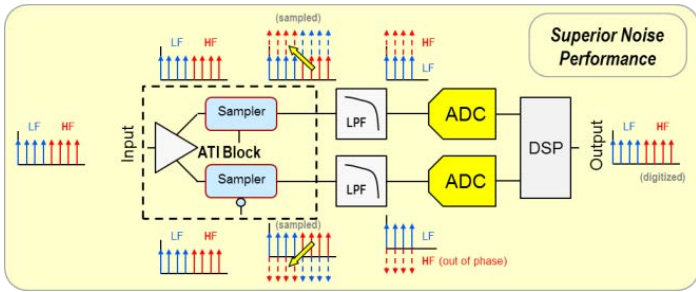 (sampled)
Superior Noise
Performance
LF HF
HF
LF
LF HF
Input
Sampler
ATI Block
Sampler
LPF
LPF
ADC
ADC
DSP
Output
LF HF
(digitized)
(sampled)
LF HF
LF
HF (out of phase)